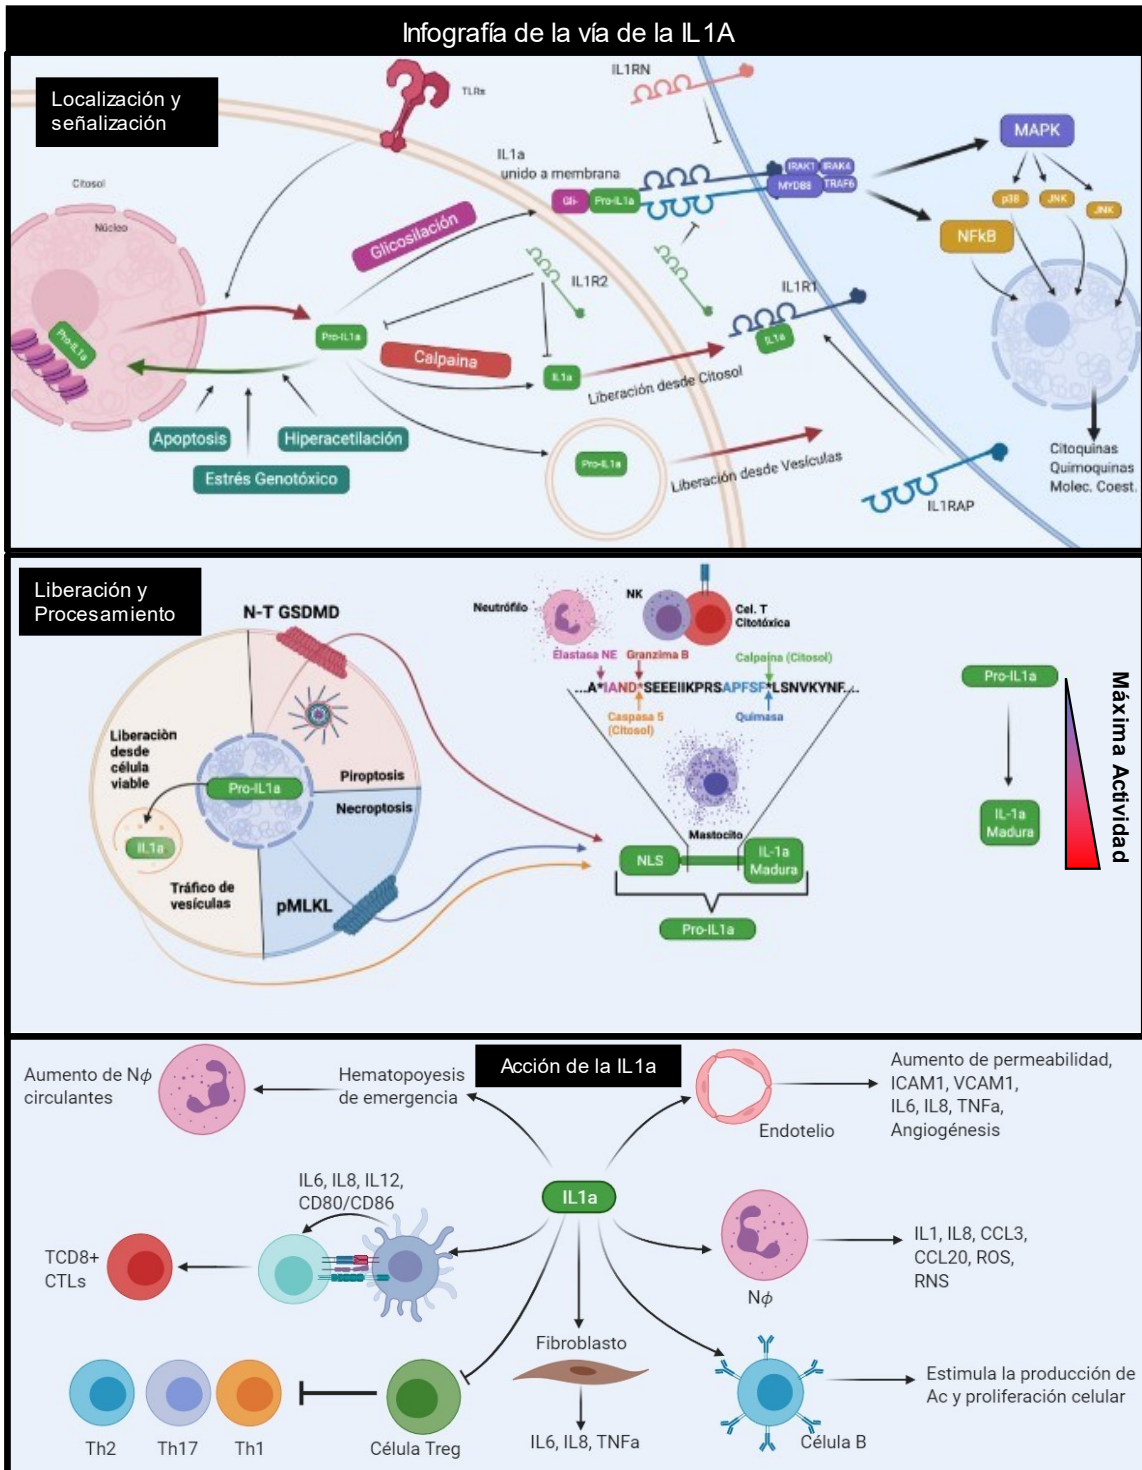 Infografía de la vía de la IL1A
Localización y
señalización
TLRs
IL1RN
Citosol
Núcleo
IL1a
unido a membrana
Gli-
Pro-IL1a
Glicosilación
IRAK1
IRAK4
MYD88
TRAF6
MAPK
p38
JNK
JNK
NFkB
IL1R2
IL1R1
IL1a
Pro-IL1a
Pro-IL1a
Calpaina
IL1a
Liberación desde Citosol
Apoptosis
Hiperacetilación
Estrés Genotóxico
Pro-IL1a
Liberación desde Vesículas
IL1RAP
Citoquinas
Quimoquinas
Molec. Coest.
Liberación y
Procesamiento
N-T GSDMD
Liberaciòn
desde
célula
viable
Pro-IL1a
IL1a
Piroptosis
Necroptosis
Tráfico de
vesículas
pMLKL
Neutrófilo
NK
Cel. T
Citotóxica
Elastasa NE
Granzima B
Calpaína (Citosol)
...A*IAND*SEEEIIKPRSAPFSF*LSNVKYNF...
Caspasa 5
(Citosol)
Quimasa
Mastocito
NLS
IL-1a
Madura
Pro-IL1a
Pro-IL1a
IL-1a
Madura
Máxima Actividad
Acción de la IL1a
Aumento de Nϕ
circulantes
Hematopoyesis
de emergencia
Endotelio
Aumento de permeabilidad,
ICAM1, VCAM1,
IL6, IL8, TNFa,
Angiogénesis
IL6, IL8, IL12,
CD80/CD86
IL1a
TCD8+
CTLs
Nϕ
IL1, IL8, CCL3,
CCL20, ROS,
RNS
Th2
Th17
Th1
Célula Treg
Fibroblasto
IL6, IL8, TNFa
Célula B
Estimula la producción de
Ac y proliferación celular